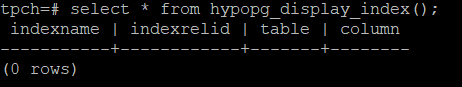 tpch=# select * from hypopg_display_index();
 indexname | indexrelid | table | column
-----------+------------+-------+--------
(0 rows)